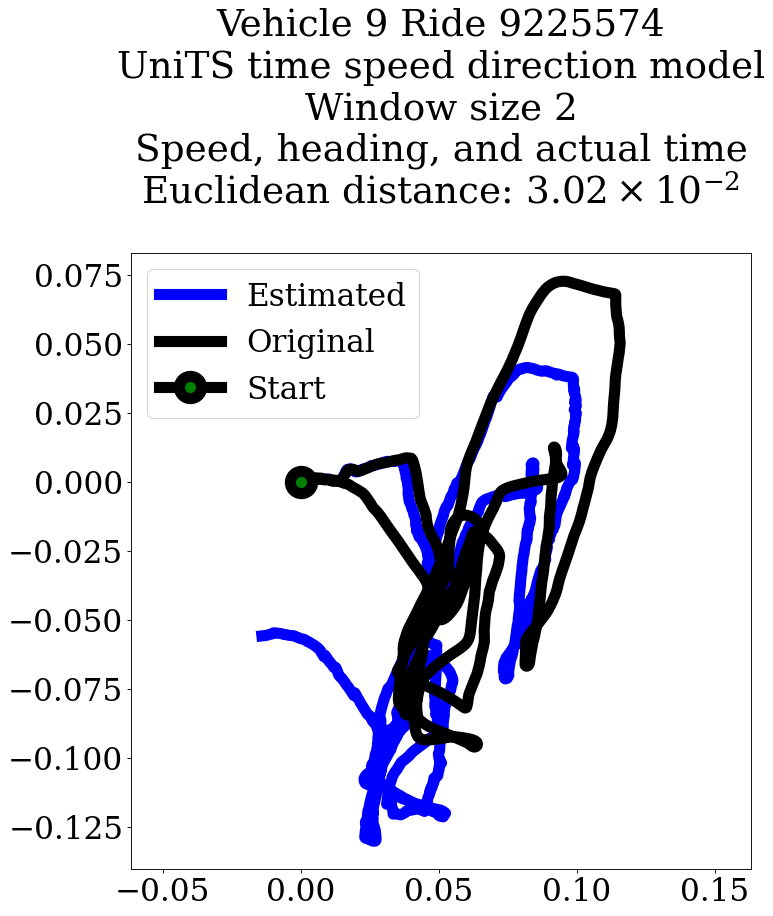 Vehicle 9 Ride 9225574
UniTS time speed direction model
Window size 2
Speed, heading, and actual time
Euclidean distance: 3.02 × 10⁻²
Estimated
Original
Start
0.075
0.050
0.025
0.000
−0.025
−0.050
−0.075
−0.100
−0.125
−0.05 0.00 0.05 0.10 0.15